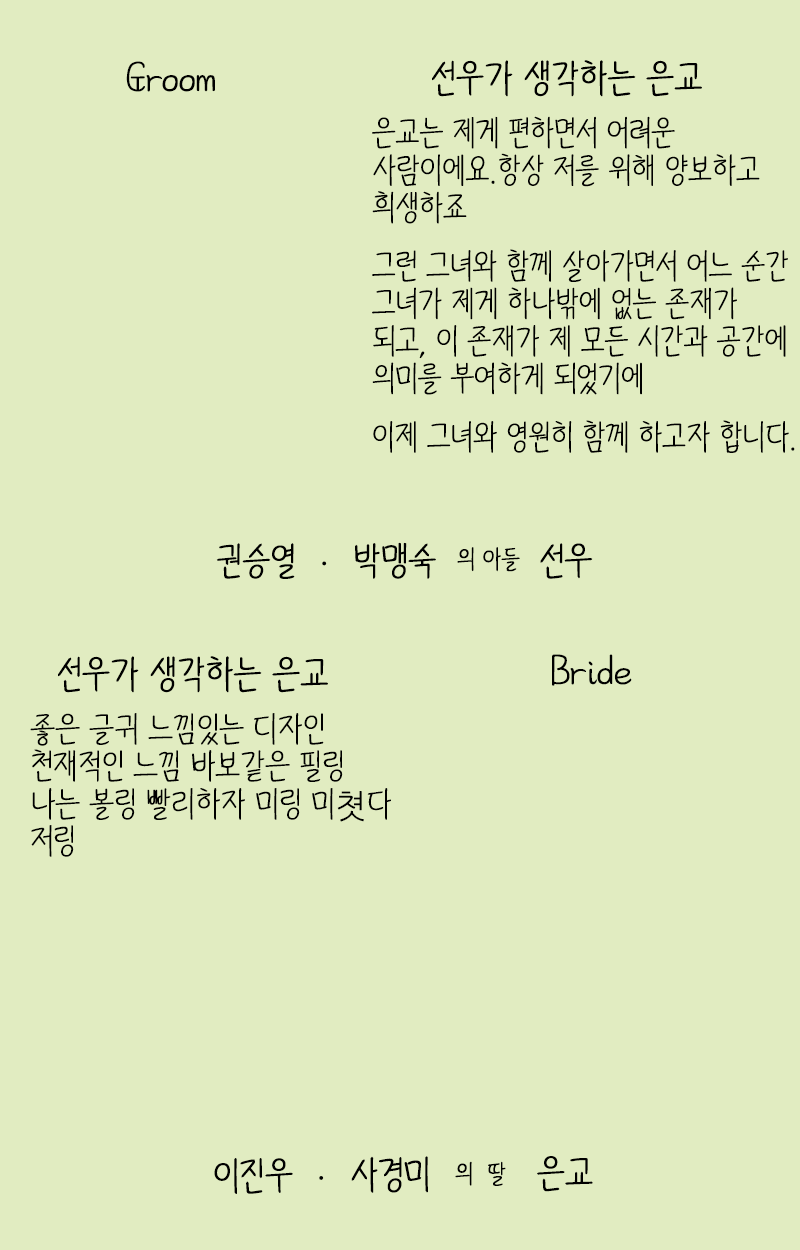 Groom
선우가 생각하는 은교
은교는 제게 편하면서 어려운
사람이에요.항상 저를 위해 양보하고
희생하죠
그런 그녀와 함께 살아가면서 어느 순간
그녀가 제게 하나밖에 없는 존재가
되고, 이 존재가 제 모든 시간과 공간에
의미를 부여하게 되었기에
이제 그녀와 영원히 함께 하고자 합니다.
권승열 · 박맹숙 의 아들 선우
선우가 생각하는 은교
Bride
좋은 글귀 느낌있는 디자인
천재적인 느낌 바보같은 필링
나는 볼링 빨리하자 미링 미쳣다
저링
이진우 · 사경미 의 딸 은교